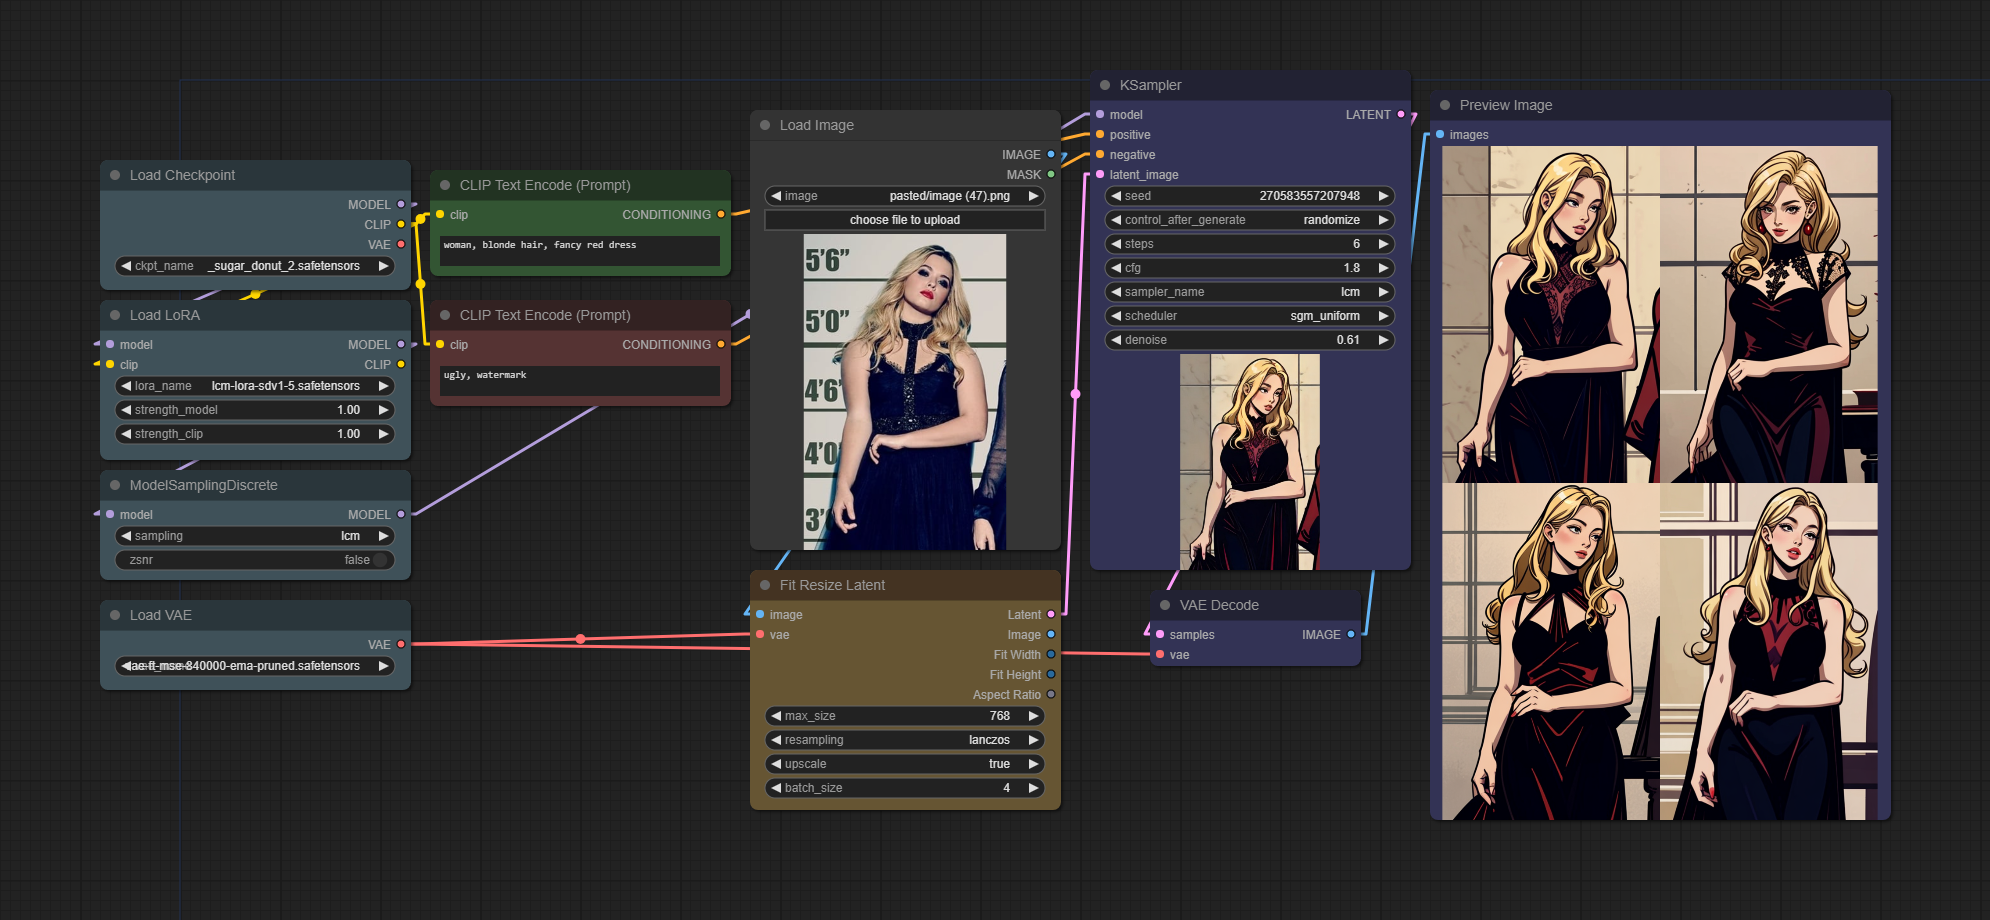 Load Checkpoint
MODEL
CLIP
VAE
ckpt_name _sugar_donut_2.safetensors
Load LoRA
model MODEL
clip CLIP
lora_name lcm-lora-sdv1-5.safetensors
strength_model 1.00
strength_clip 1.00
ModelSamplingDiscrete
model MODEL
sampling lcm
zsnr false
Load VAE
VAE
ae-ft-mse-840000-ema-pruned.safetensors
CLIP Text Encode (Prompt)
clip CONDITIONING
woman, blonde hair, fancy red dress
CLIP Text Encode (Prompt)
clip CONDITIONING
ugly, watermark
Load Image
IMAGE
MASK
image pasted/image (47).png
choose file to upload
5'6"
5'0"
4'6
4'0
3'
Fit Resize Latent
image Latent
vae Image
Fit Width
Fit Height
Aspect Ratio
max_size 768
resampling lanczos
upscale true
batch_size 4
KSampler
model LATENT
positive
negative
latent_image
seed 270583557207948
control_after_generate randomize
steps 6
cfg 1.8
sampler_name lcm
scheduler sgm_uniform
denoise 0.61
VAE Decode
samples IMAGE
vae
Preview Image
images